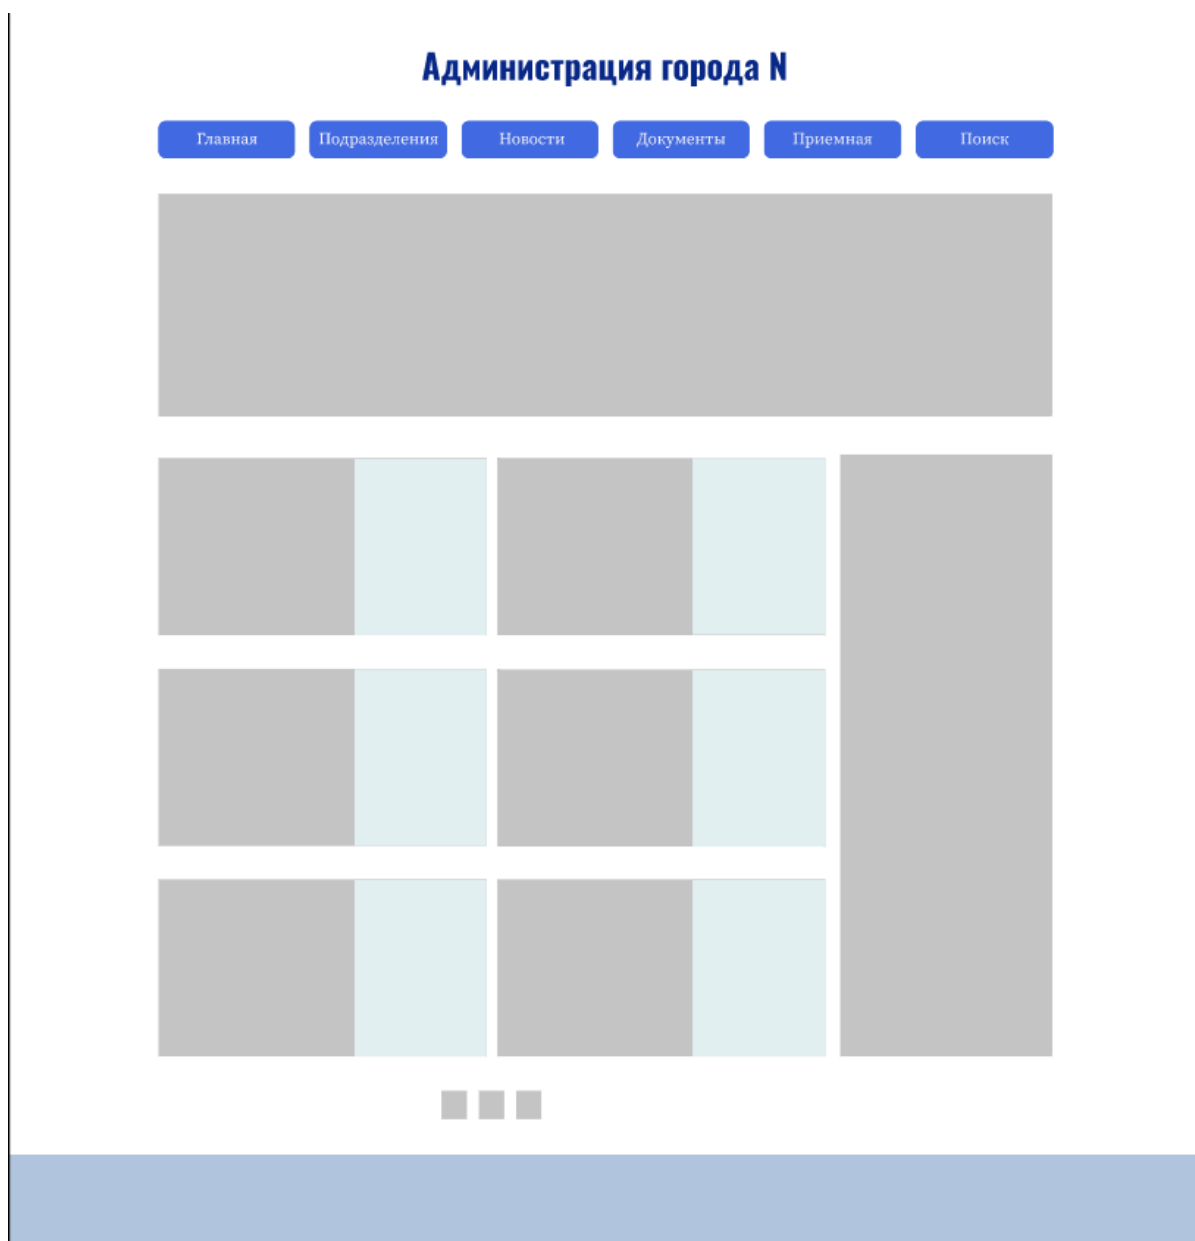 Администрация города N
Главная
Подразделения
Новости
Документы
Приемная
Поиск